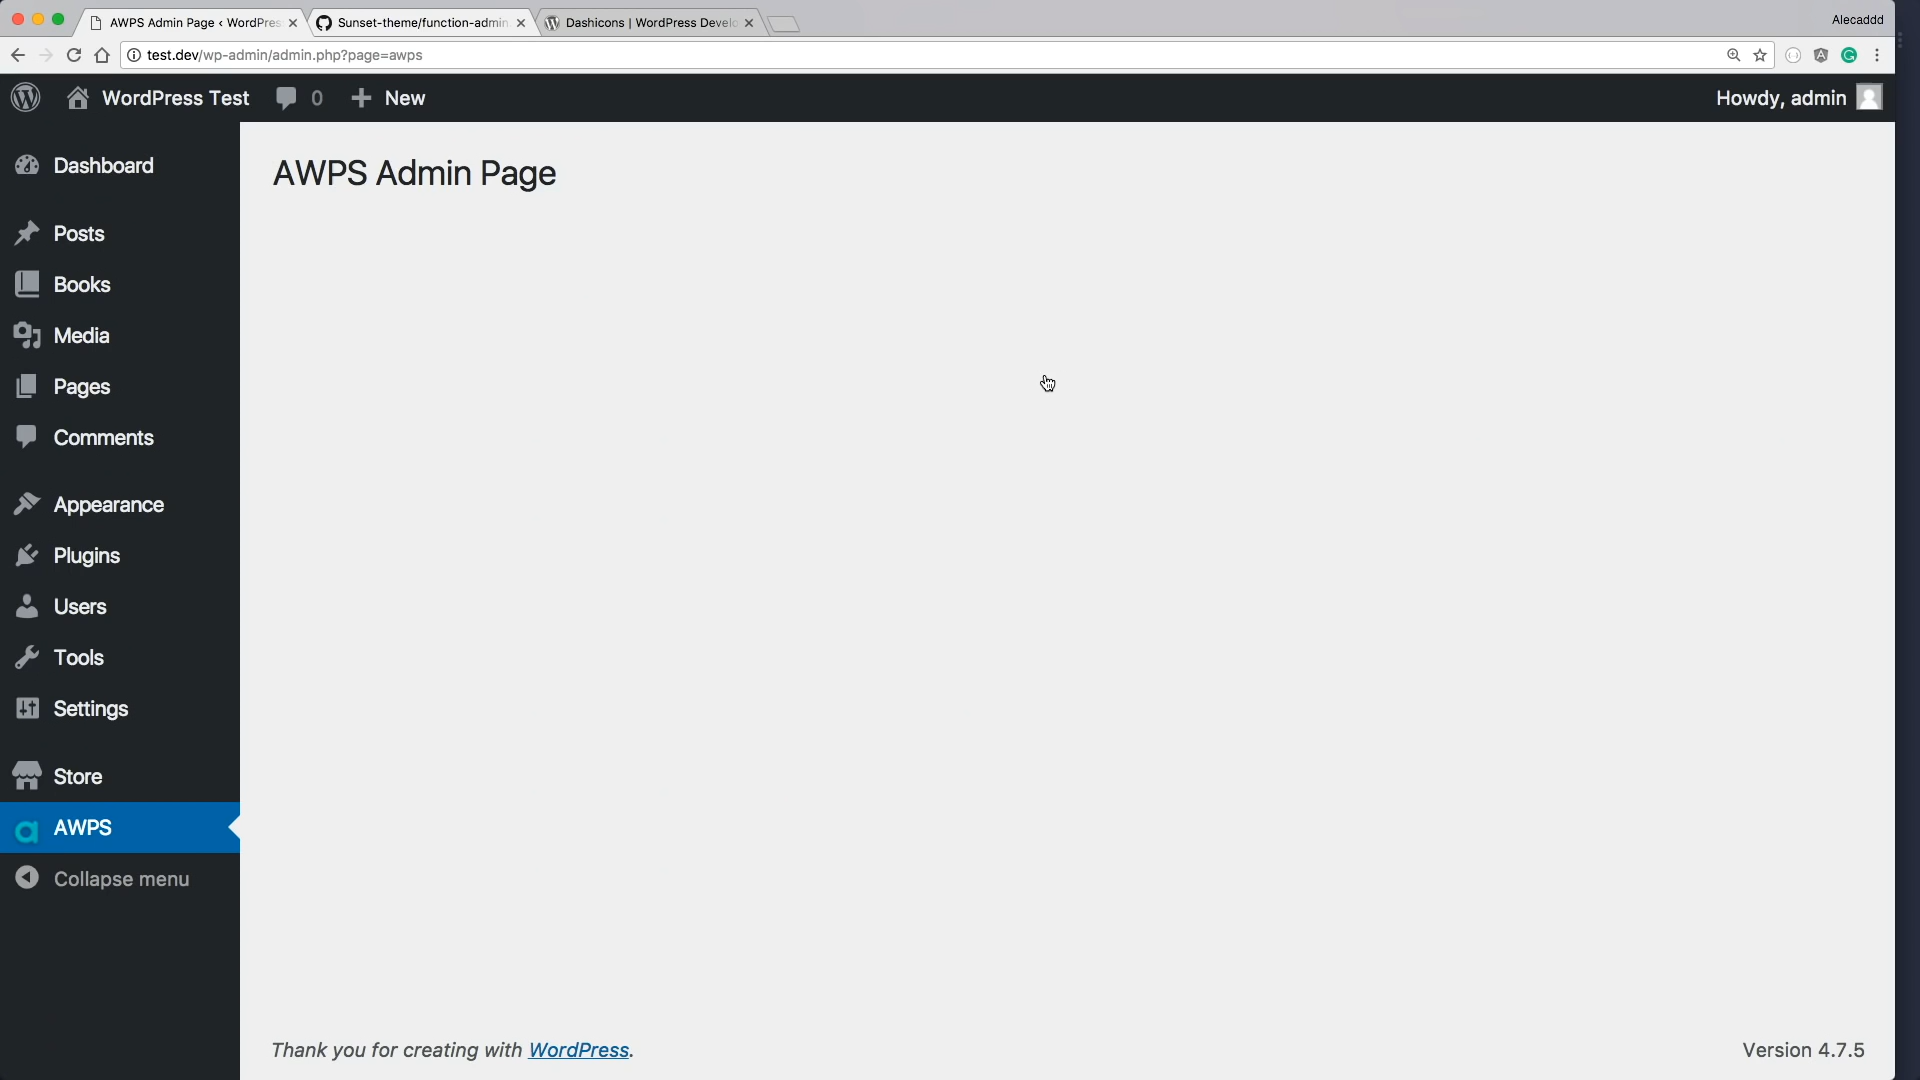 AWPS Admin Page ‹ WordPres
Sunset-theme/function-admin
Dashicons | WordPress Develo
Alecaddd
test.dev/wp-admin/admin.php?page=awps
WordPress Test
0
New
Howdy, admin
Dashboard
Posts
Books
Media
Pages
Comments
Appearance
Plugins
Users
Tools
Settings
Store
AWPS
Collapse menu
AWPS Admin Page
Thank you for creating with WordPress.
Version 4.7.5